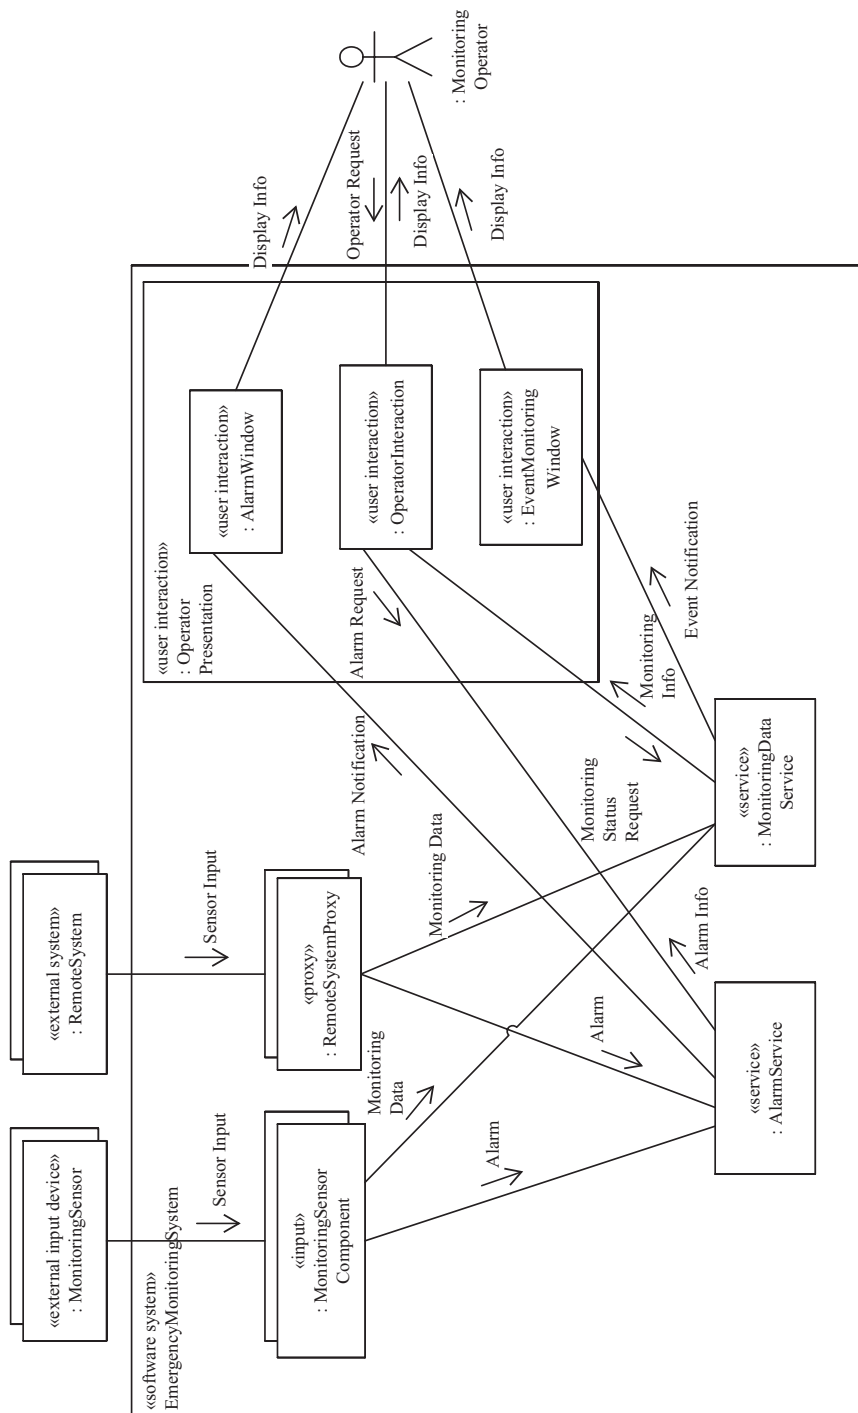 «external input device»
: MonitoringSensor
«external system»
: RemoteSystem
«software system»
EmergencyMonitoringSystem
Sensor Input
Sensor Input
«input»
: MonitoringSensor
Component
«proxy»
: RemoteSystemProxy
«user interaction»
: Operator
Presentation
«user interaction»
: AlarmWindow
Display Info
Monitoring
Data
Monitoring Data
Alarm Notification
Alarm Request
«user interaction»
: OperatorInteraction
Operator Request
Display Info
: Monitoring
Operator
Alarm
Alarm
Monitoring
Status
Request
Monitoring
Info
«user interaction»
: EventMonitoring
Window
Display Info
Alarm Info
Event Notification
«service»
: AlarmService
«service»
: MonitoringData
Service